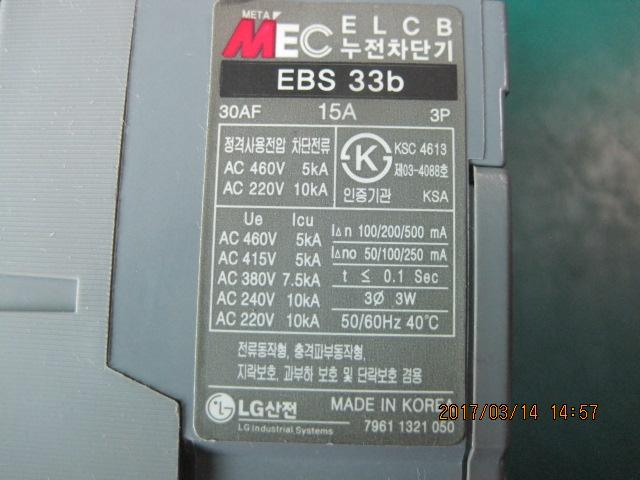 META
MEC ELCB
누전차단기
EBS 33b
30AF 15A 3P
정격사용전압 차단전류
AC 460V 5kA
AC 220V 10kA
K
KSC 4613
제03-4088호
인증기관 KSA
Ue Icu
AC 460V 5kA
AC 415V 5kA
AC 380V 7.5kA
AC 240V 10kA
AC 220V 10kA
I△n 100/200/500 mA
I△no 50/100/250 mA
t ≤ 0.1 Sec
3Ø 3W
50/60Hz 40℃
전류동작형, 충격파부동작형,
지락보호, 과부하 보호 및 단락보호 겸용
LG산전 MADE IN KOREA
LG Industrial Systems 7961 1321 050
2017/03/14 14:57